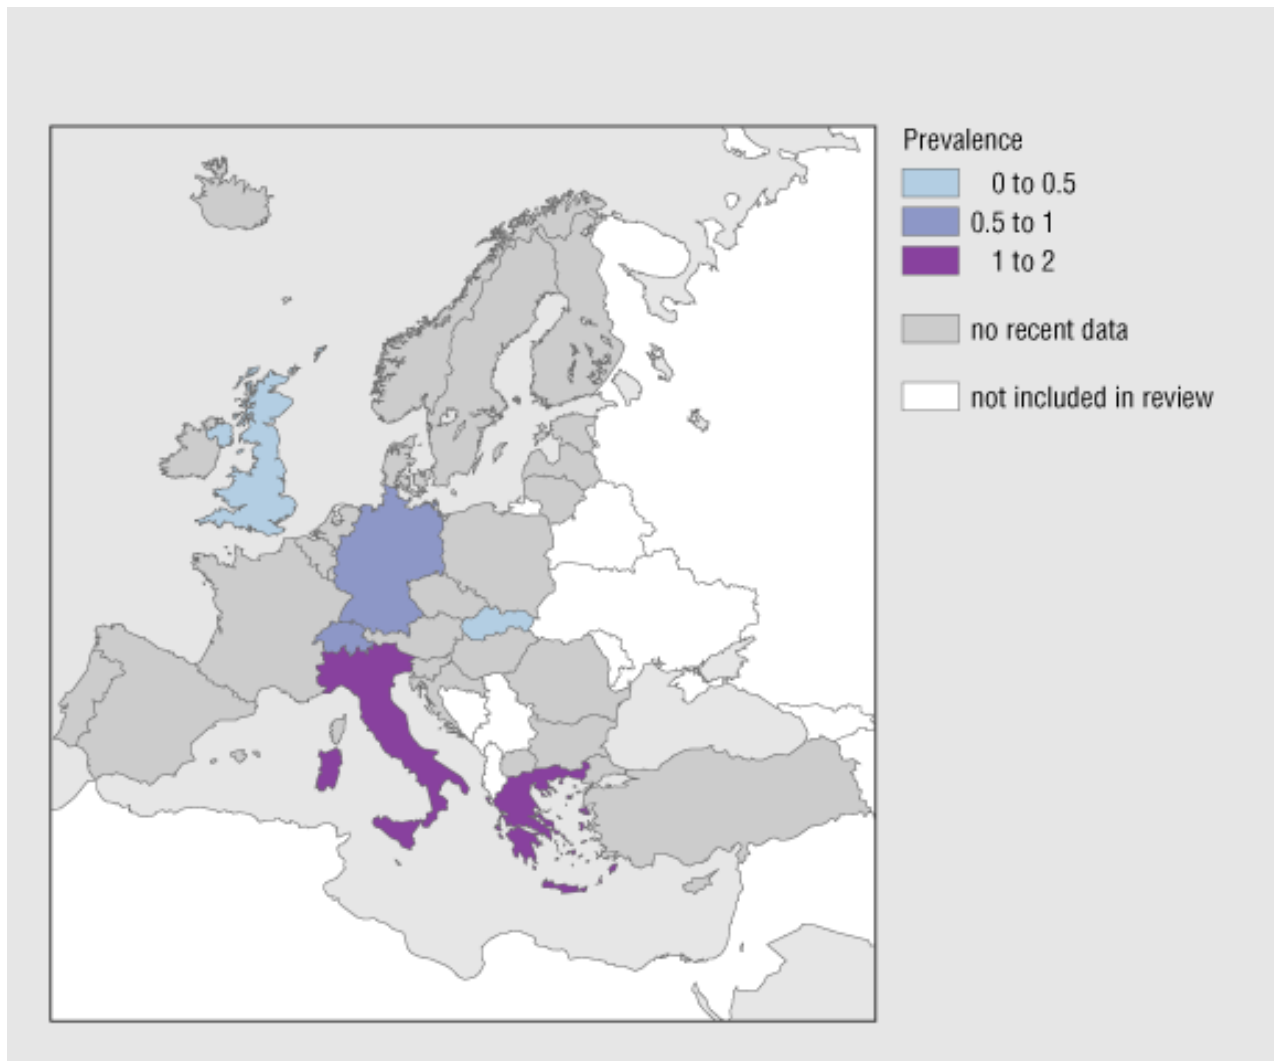 Prevalence
0 to 0.5
0.5 to 1
1 to 2
no recent data
not included in review